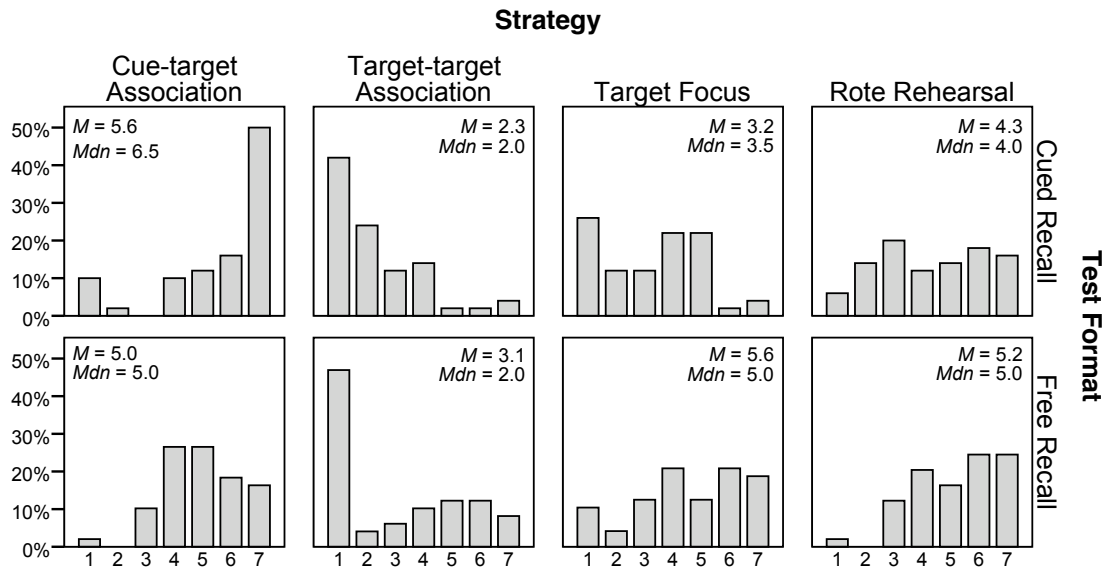 Strategy
Cue-target
Association
Target-target
Association
Target Focus
Rote Rehearsal
50%
40%
30%
20%
10%
0%
M = 5.6
Mdn = 6.5
M = 2.3
Mdn = 2.0
M = 3.2
Mdn = 3.5
M = 4.3
Mdn = 4.0
Cued Recall
Test Format
50%
40%
30%
20%
10%
0%
M = 5.0
Mdn = 5.0
M = 3.1
Mdn = 2.0
M = 5.6
Mdn = 5.0
M = 5.2
Mdn = 5.0
Free Recall
1 2 3 4 5 6 7
1 2 3 4 5 6 7
1 2 3 4 5 6 7
1 2 3 4 5 6 7